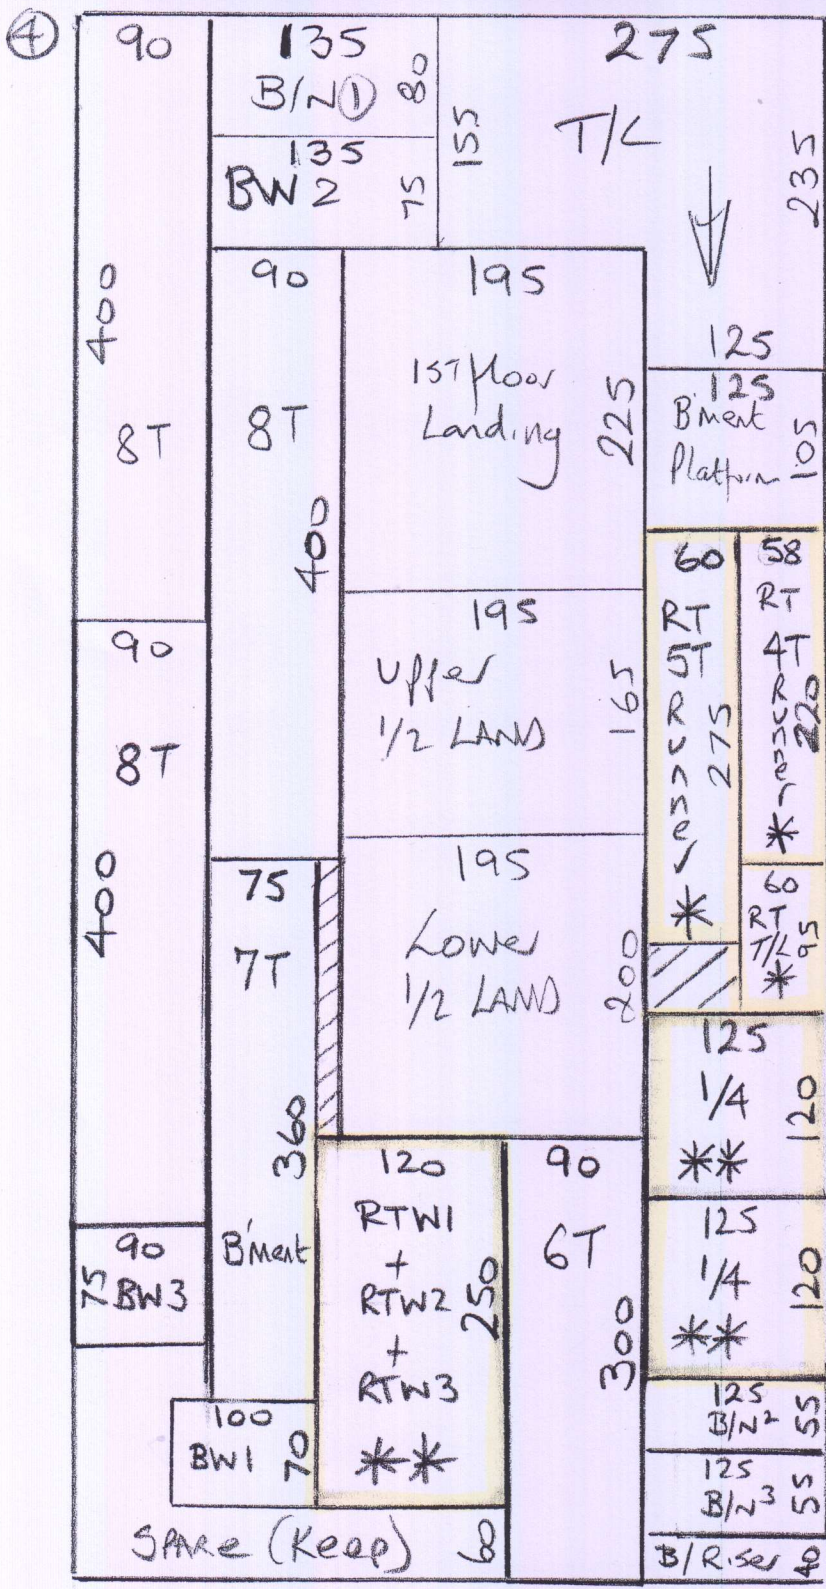 ④
90
400
8T
135
B/N①
80
135
BW 2
75
155
275
T/L
235
125
90
8T
400
195
1ST floor
Landing
225
125
B'ment
Platform
105
195
Upper
1/2 LAND
165
60
RT
5T
Runner
275
*
58
RT
4T
Runner
220
*
60
RT
T/L
95
*
90
8T
400
75
7T
360
B'ment
195
Lower
1/2 LAND
200
125
1/4
**
120
125
1/4
**
120
90
75
BW3
120
RTW1
+
RTW2
+
RTW3
**
250
90
6T
300
100
BW1
70
125
B/N²
55
125
B/N³
55
SPARE (Keep)
60
B/Riser
40